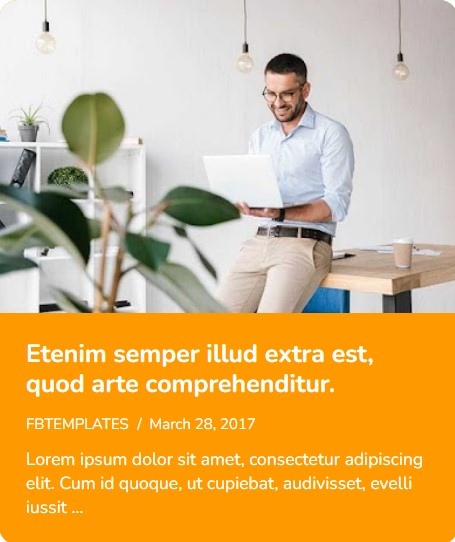 Etenim semper illud extra est,
quod arte comprehenditur.
FBTEMPLATES / March 28, 2017
Lorem ipsum dolor sit amet, consectetur adipiscing
elit. Cum id quoque, ut cupiebat, audivisset, evelli
iussit ...